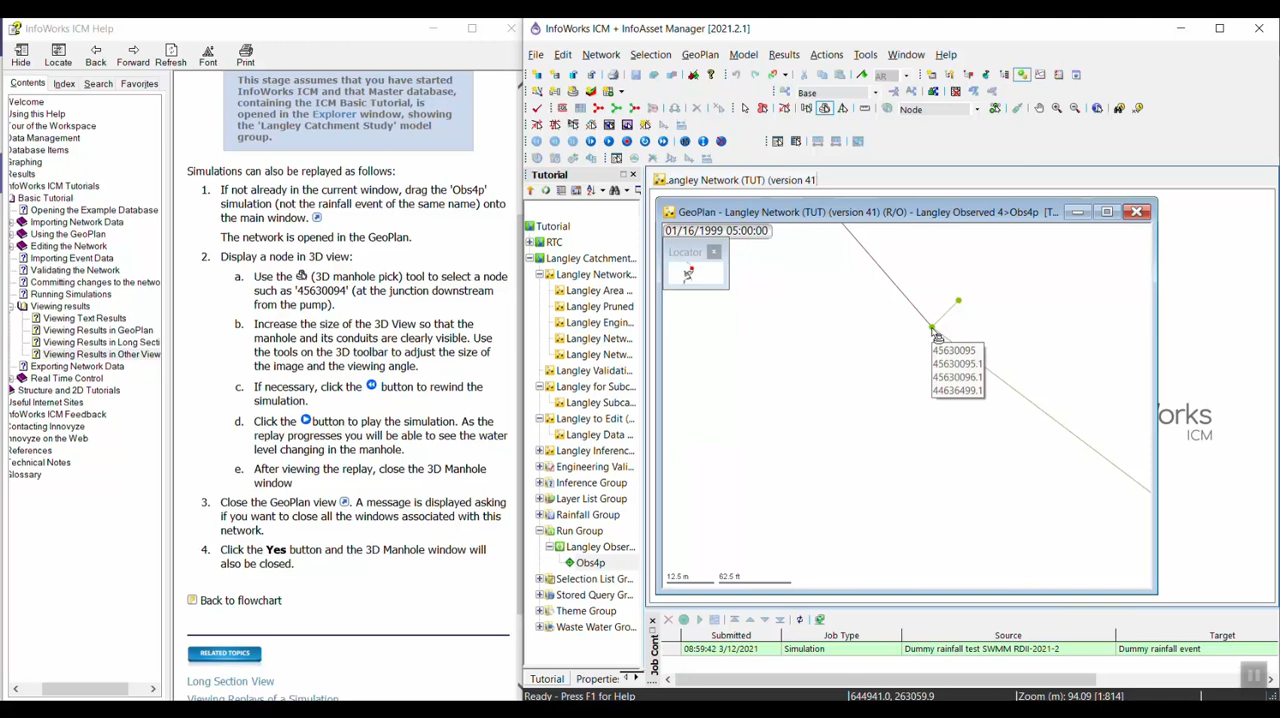 InfoWorks ICM Help
Hide
Locate
Back
Forward
Refresh
Font
Print
Contents
Index
Search
Favorites
Welcome
Using this Help
Tour of the Workspace
Data Management
Database Items
Graphing
Results
InfoWorks ICM Tutorials
Basic Tutorial
Opening the Example Database
Importing Network Data
Using the GeoPlan
Editing the Network
Importing Event Data
Validating the Network
Committing changes to the netwo
Running Simulations
Viewing results
Viewing Text Results
Viewing Results in GeoPlan
Viewing Results in Long Secti
Viewing Results in Other View
Exporting Network Data
Real Time Control
Structure and 2D Tutorials
Useful Internet Sites
InfoWorks ICM Feedback
Contacting Innovyze
Innovyze on the Web
References
Technical Notes
Glossary
This stage assumes that you have started
InfoWorks ICM and that Master database,
containing the ICM Basic Tutorial, is
opened in the Explorer window, showing
the 'Langley Catchment Study' model
group.
Simulations can also be replayed as follows:
1. If not already in the current window, drag the 'Obs4p'
simulation (not the rainfall event of the same name) onto
the main window.
The network is opened in the GeoPlan.
2. Display a node in 3D view:
a. Use the (3D manhole pick) tool to select a node
such as '45630094' (at the junction downstream
from the pump).
b. Increase the size of the 3D View so that the
manhole and its conduits are clearly visible. Use
the tools on the 3D toolbar to adjust the size of
the image and the viewing angle.
c. If necessary, click the button to rewind the
simulation.
d. Click the button to play the simulation. As the
replay progresses you will be able to see the water
level changing in the manhole.
e. After viewing the replay, close the 3D Manhole
window
3. Close the GeoPlan view . A message is displayed asking
if you want to close all the windows associated with this
network.
4. Click the Yes button and the 3D Manhole window will
also be closed.
Back to flowchart
RELATED TOPICS
Long Section View
Viewing Replays of a Simulation
InfoWorks ICM + InfoAsset Manager [2021.2.1]
File Edit Network Selection GeoPlan Model Results Actions Tools Window Help
AR
Base
Node
Tutorial
Tutorial
RTC
Langley Catchment...
Langley Network...
Langley Area ...
Langley Pruned
Langley Engin...
Langley Netw...
Langley Netw...
Langley Validati...
Langley for Subc...
Langley Subca...
Langley to Edit (...
Langley Data ...
Langley Inferenc...
Engineering Vali...
Inference Group
Layer List Group
Rainfall Group
Run Group
Langley Obser...
Obs4p
Selection List Gr...
Stored Query Gr...
Theme Group
Waste Water Gro...
Tutorial
Propertie:
Langley Network (TUT) (version 41
GeoPlan - Langley Network (TUT) (version 41) (R/O) - Langley Observed 4>Obs4p [T...
01/16/1999 05:00:00
Locator
45630095
45630095.1
45630096.1
44636499.1
12.5 m
62.5 ft
orks
ICM
Job Cont
Submitted Job Type Source Target
08:59:42 3/12/2021 Simulation Dummy rainfall test SWMM RDII-2021-2 Dummy rainfall event
Ready - Press F1 for Help
644941.0, 263059.9
Zoom (m): 94.09 [1:814]